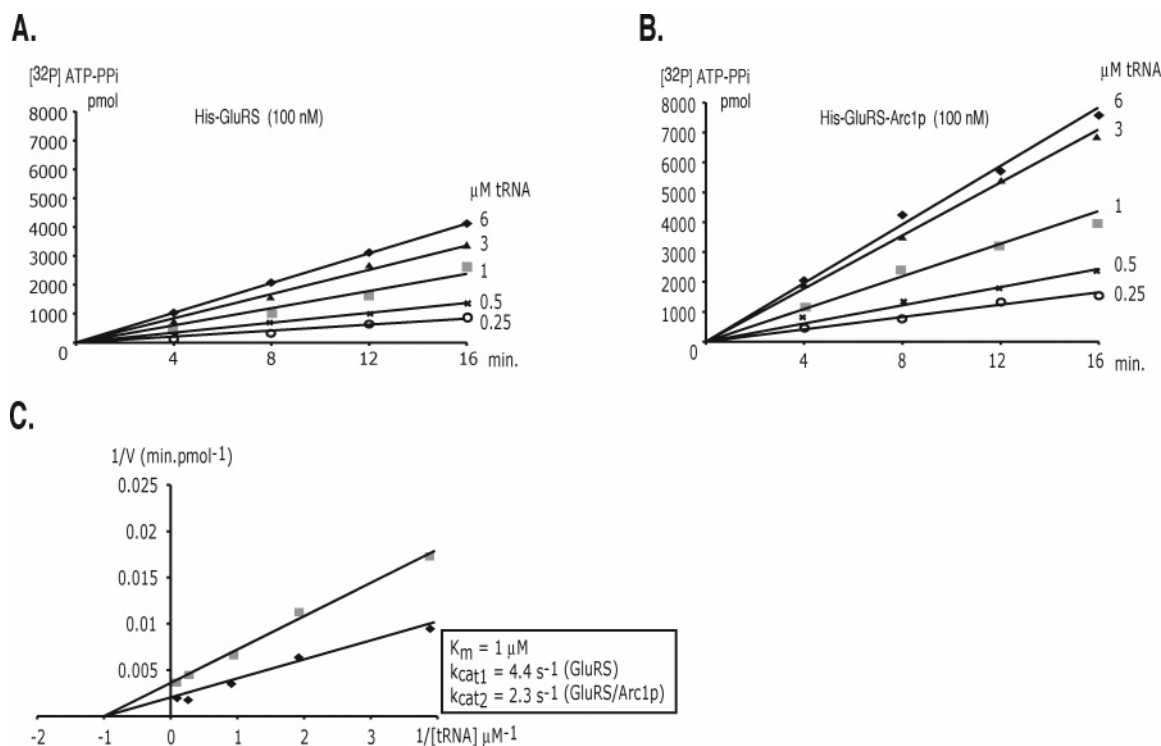 A.
[32P] ATP-PPi
pmol
His-GluRS (100 nM)
8000
7000
6000
5000
4000
3000
2000
1000
0
4
8
12
16
min.
µM tRNA
6
3
1
0.5
0.25
B.
[32P] ATP-PPi
pmol
His-GluRS-Arc1p (100 nM)
8000
7000
6000
5000
4000
3000
2000
1000
0
4
8
12
16
min.
µM tRNA
6
3
1
0.5
0.25
C.
1/V (min.pmol-1)
0.025
0.02
0.015
0.01
0.005
-2
-1
0
1
2
3
1/[tRNA] µM-1
Km = 1 µM
kcat1 = 4.4 s-1 (GluRS)
kcat2 = 2.3 s-1 (GluRS/Arc1p)